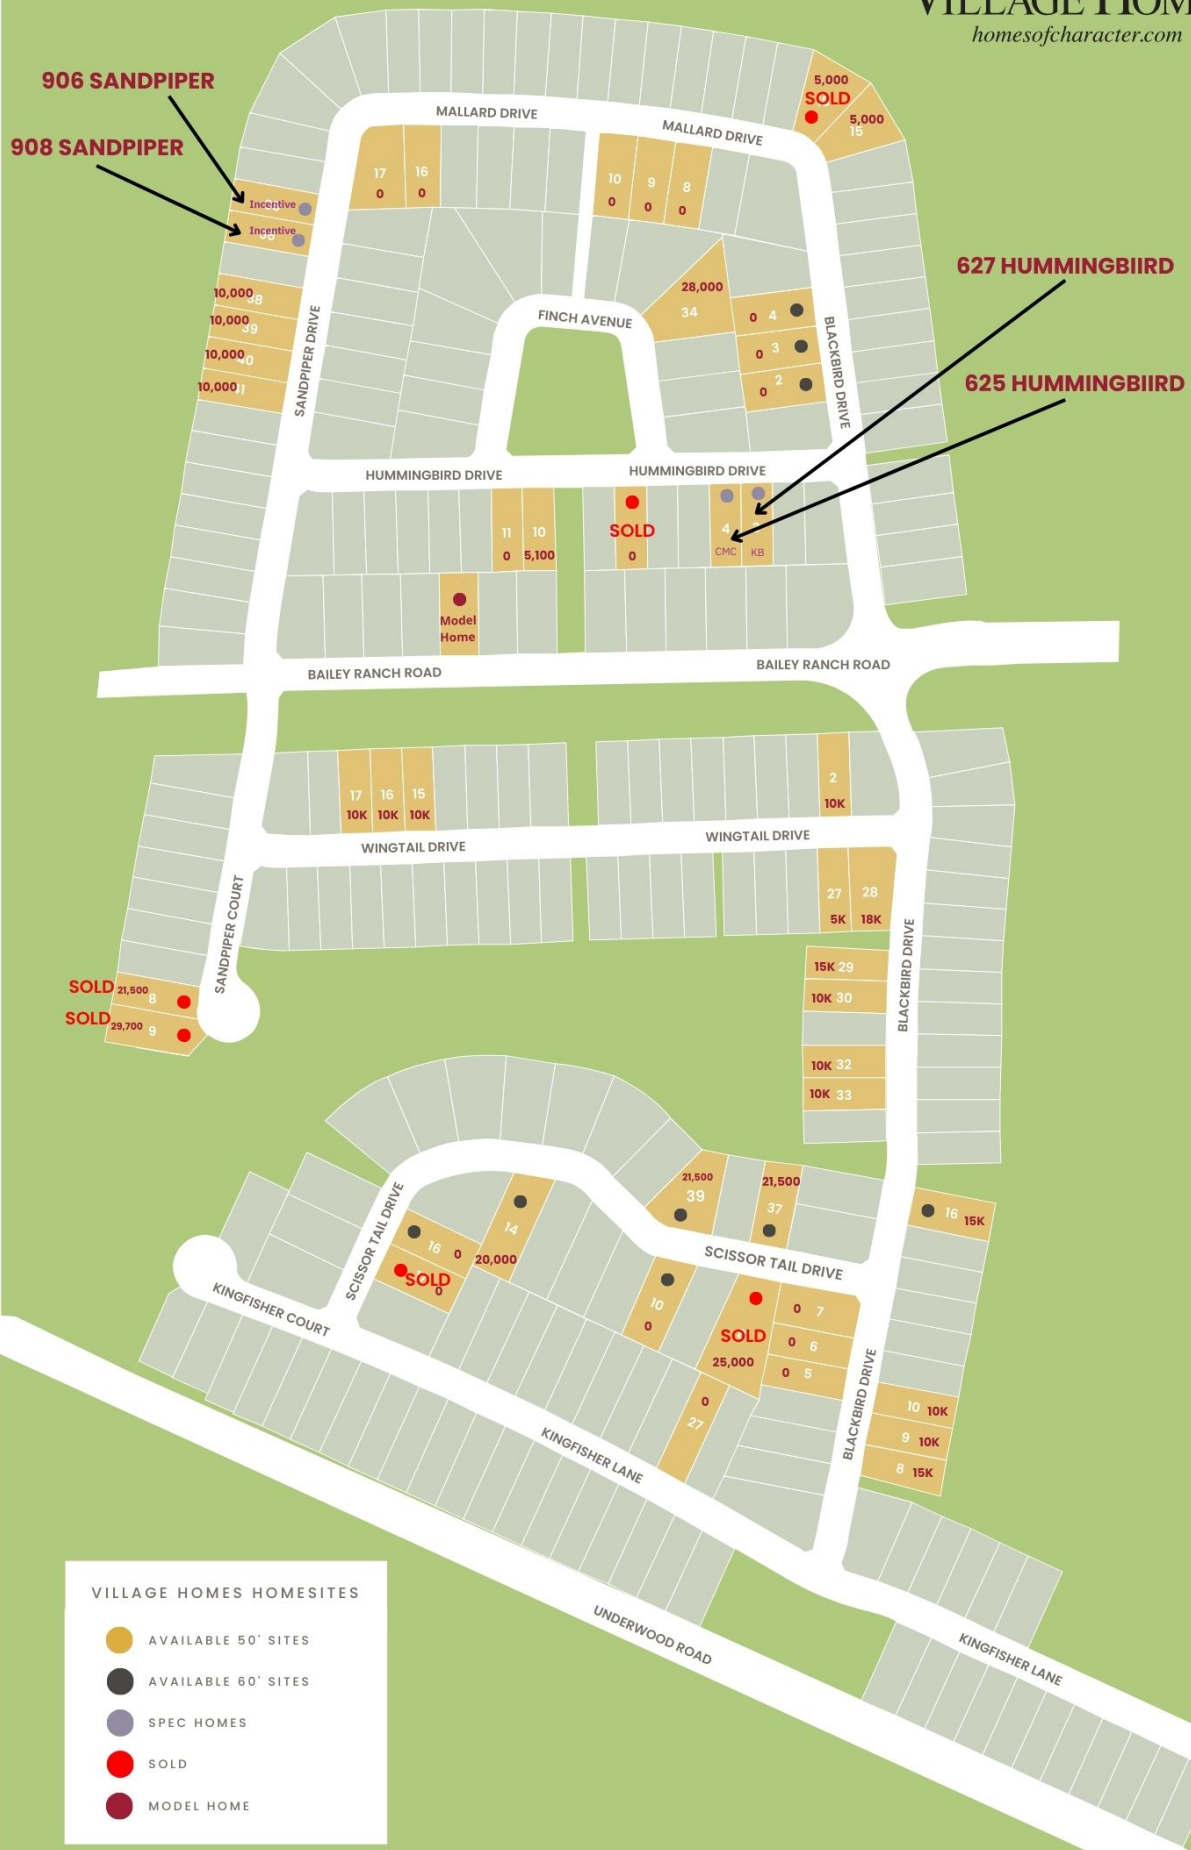 homesofcharacter.com
906 SANDPIPER
908 SANDPIPER
5,000
SOLD
5,000
15
MALLARD DRIVE
MALLARD DRIVE
17
0
16
0
10
0
9
0
8
0
Incentive
Incentive
627 HUMMINGBIIRD
625 HUMMINGBIIRD
28,000
34
0 4
0 3
0 2
FINCH AVENUE
BLACKBIRD DRIVE
SANDPIPER DRIVE
10,000
38
10,000
39
10,000
10,000
HUMMINGBIRD DRIVE
HUMMINGBIRD DRIVE
11
0
10
5,100
SOLD
0
4
CMC
KB
Model
Home
BAILEY RANCH ROAD
BAILEY RANCH ROAD
17
10K
16
10K
15
10K
2
10K
WINGTAIL DRIVE
WINGTAIL DRIVE
27
5K
28
18K
SANDPIPER COURT
BLACKBIRD DRIVE
15K 29
10K 30
10K 32
10K 33
SOLD
21,500
8
SOLD
29,700
9
21,500
39
21,500
37
16 15K
SCISSOR TAIL DRIVE
14
20,000
16 0
SOLD
0
SCISSOR TAIL DRIVE
10
0
SOLD
25,000
0 7
0 6
0 5
0
27
KINGFISHER COURT
BLACKBIRD DRIVE
10 10K
9 10K
8 15K
KINGFISHER LANE
UNDERWOOD ROAD
KINGFISHER LANE
VILLAGE HOMES HOMESITES
AVAILABLE 50' SITES
AVAILABLE 60' SITES
SPEC HOMES
SOLD
MODEL HOME